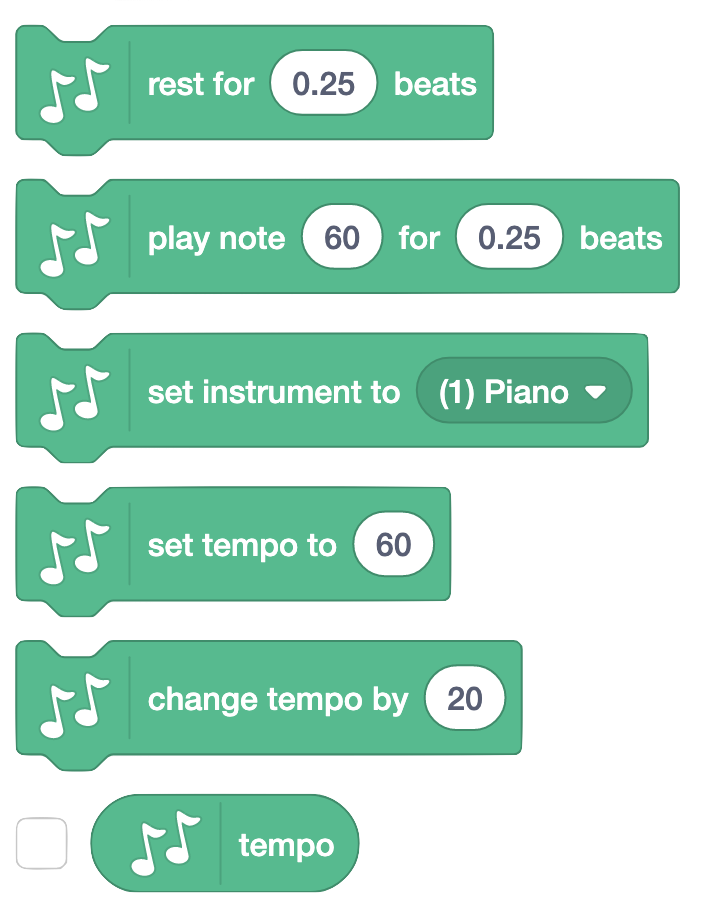 rest for 0.25 beats
play note 60 for 0.25 beats
set instrument to (1) Piano
set tempo to 60
change tempo by 20
tempo